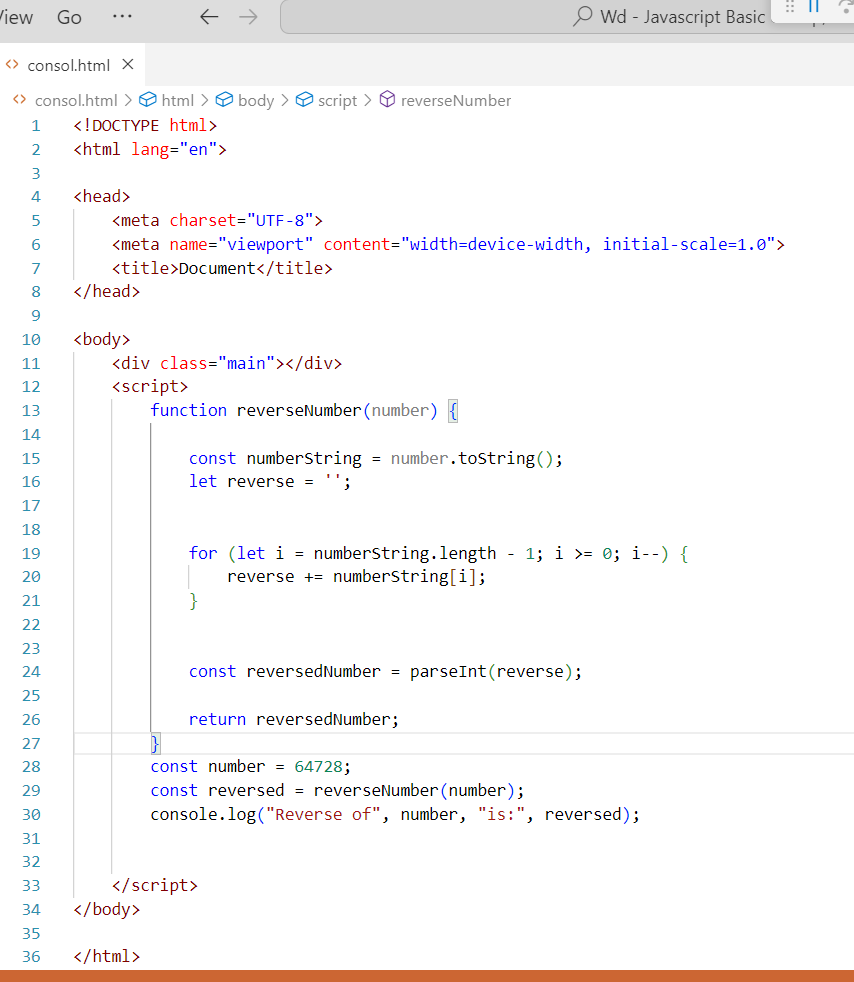 View Go ··· Wd - Javascript Basic
consol.html
consol.html > html > body > script > reverseNumber
1 <!DOCTYPE html>
2 <html lang="en">
3
4 <head>
5     <meta charset="UTF-8">
6     <meta name="viewport" content="width=device-width, initial-scale=1.0">
7     <title>Document</title>
8 </head>
9
10 <body>
11     <div class="main"></div>
12     <script>
13         function reverseNumber(number) {
14
15             const numberString = number.toString();
16             let reverse = '';
17
18
19             for (let i = numberString.length - 1; i >= 0; i--) {
20                 reverse += numberString[i];
21             }
22
23
24             const reversedNumber = parseInt(reverse);
25
26             return reversedNumber;
27         }
28         const number = 64728;
29         const reversed = reverseNumber(number);
30         console.log("Reverse of", number, "is:", reversed);
31
32
33     </script>
34 </body>
35
36 </html>